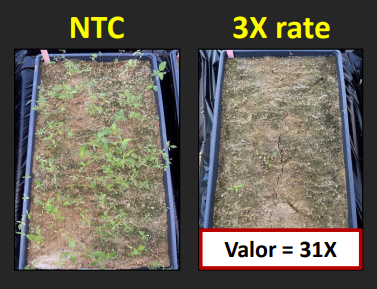 NTC
3X rate
Valor = 31X